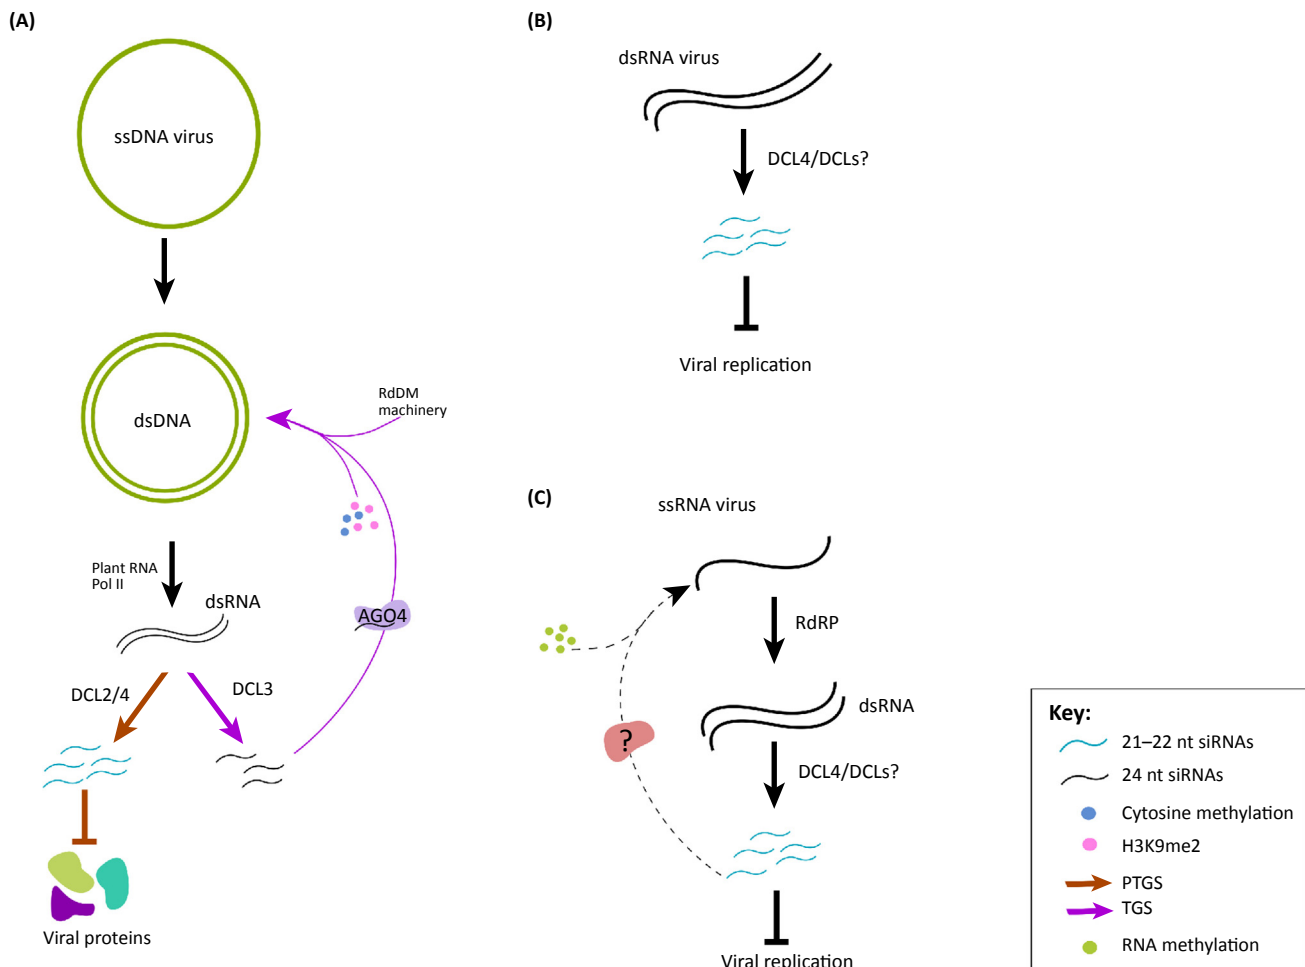 (A)
ssDNA virus
dsDNA
RdDM
machinery
Plant RNA
Pol II
dsRNA
AGO4
DCL2/4
DCL3
Viral proteins
(B)
dsRNA virus
DCL4/DCLs?
Viral replication
(C)
ssRNA virus
RdRP
dsRNA
?
DCL4/DCLs?
Viral replication
Key:
21–22 nt siRNAs
24 nt siRNAs
Cytosine methylation
H3K9me2
PTGS
TGS
RNA methylation